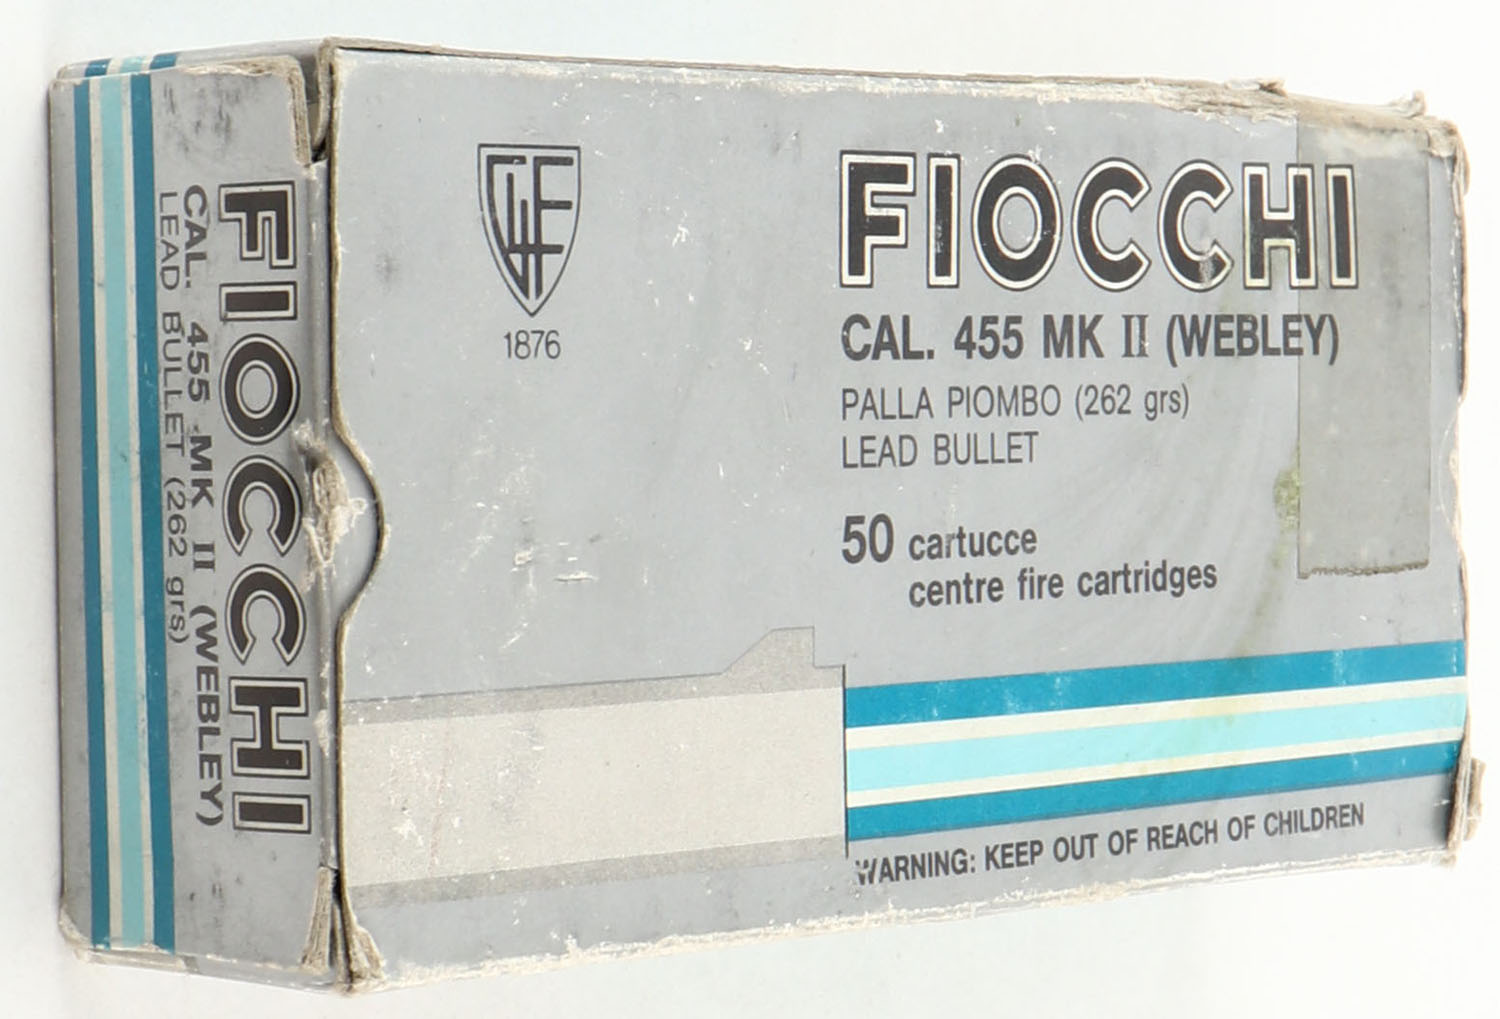 GFL
1876
FIOCCHI
CAL. 455 MK II (WEBLEY)
PALLA PIOMBO (262 grs)
LEAD BULLET
50 cartucce
centre fire cartridges
WARNING: KEEP OUT OF REACH OF CHILDREN
FIOCCHI
CAL. 455 MK II (WEBLEY)
LEAD BULLET (262 grs)